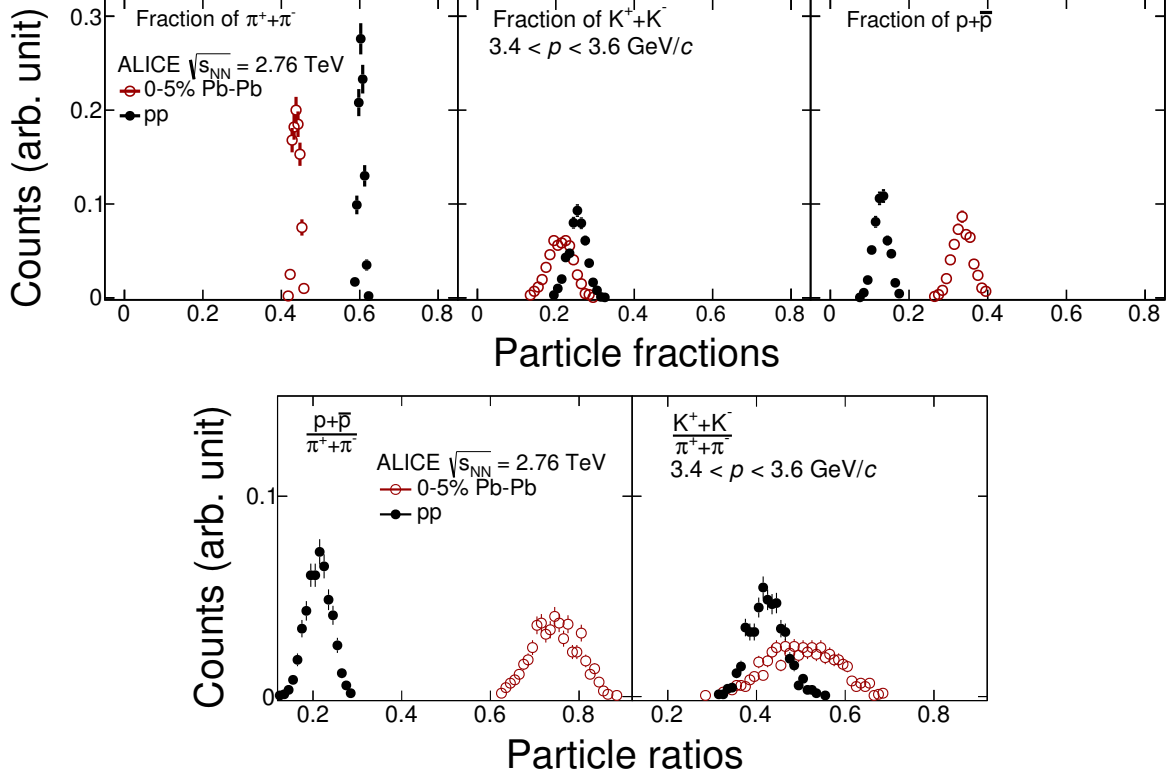 Counts (arb. unit)
0.3
0.2
0.1
0
Fraction of π⁺+π⁻
ALICE √s_NN = 2.76 TeV
0-5% Pb-Pb
pp
0 0.2 0.4 0.6 0.8
Fraction of K⁺+K⁻
3.4 < p < 3.6 GeV/c
0 0.2 0.4 0.6 0.8
Fraction of p+p̅
0 0.2 0.4 0.6 0.8
Particle fractions
Counts (arb. unit)
0.1
0
p+p̅
π⁺+π⁻
ALICE √s_NN = 2.76 TeV
0-5% Pb-Pb
pp
0.2 0.4 0.6 0.8
K⁺+K⁻
π⁺+π⁻
3.4 < p < 3.6 GeV/c
0.2 0.4 0.6 0.8
Particle ratios